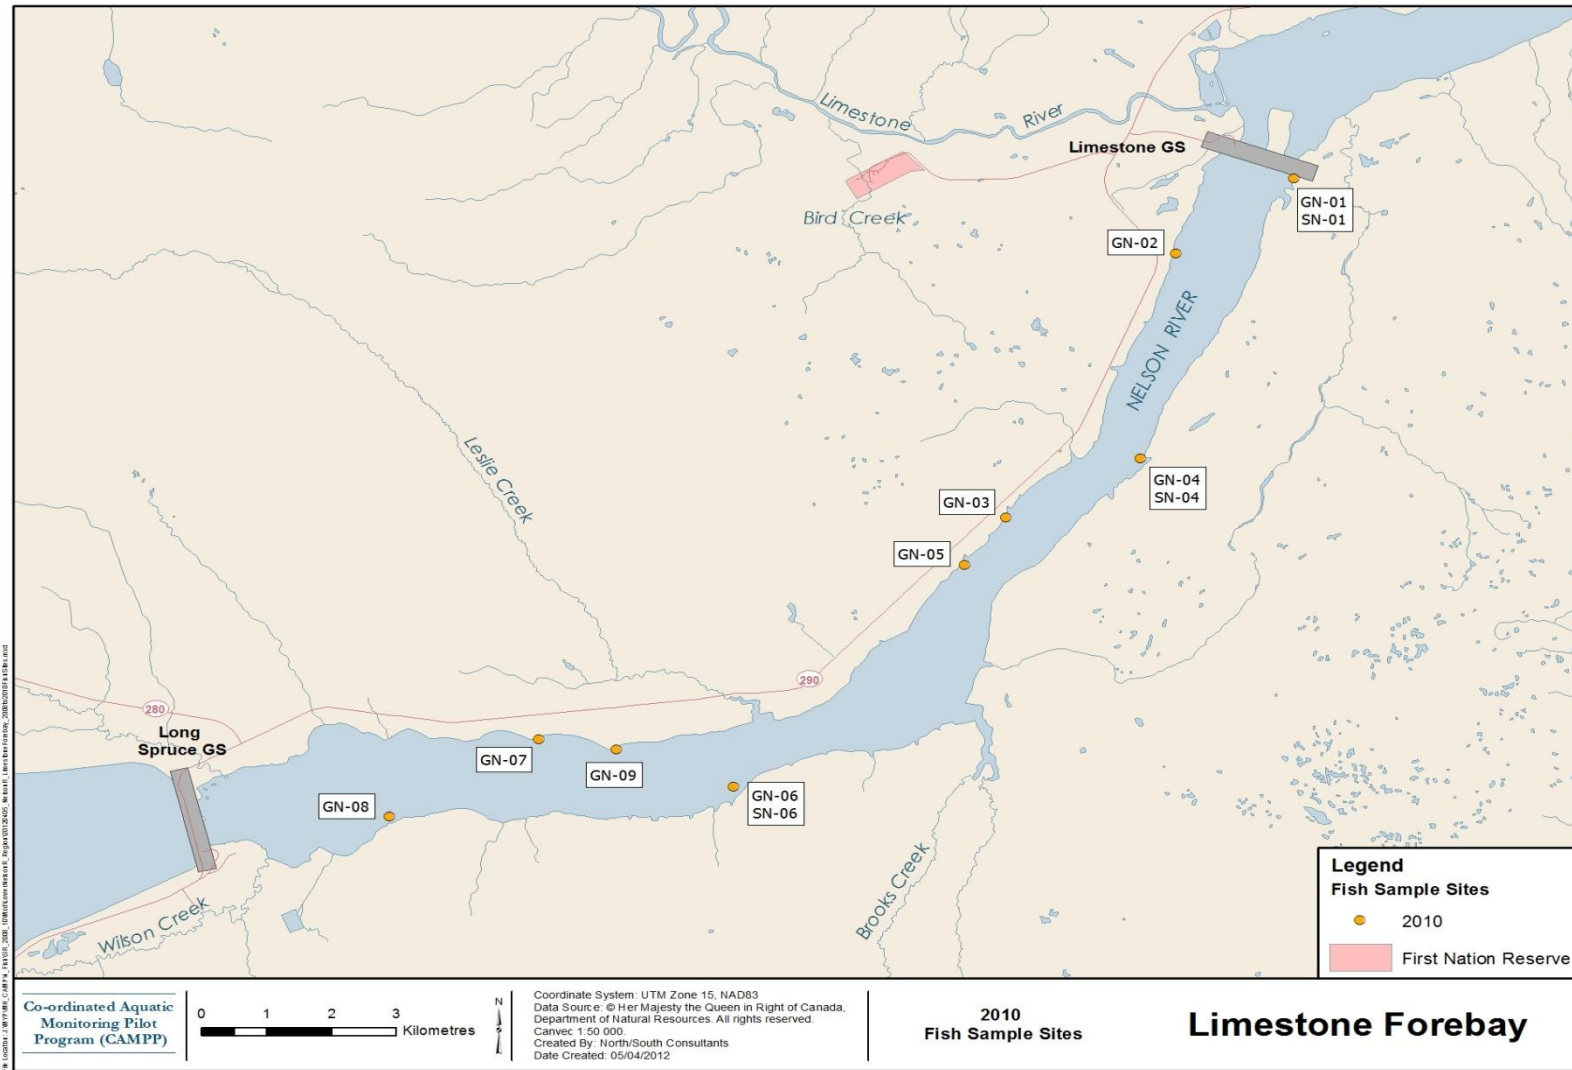 Limestone
River
Limestone GS
Bird Creek
GN-01
SN-01
GN-02
NELSON RIVER
Leslie Creek
GN-04
SN-04
GN-03
GN-05
290
280
Long
Spruce GS
GN-07
GN-09
GN-08
GN-06
SN-06
Brooks Creek
Wilson Creek
Legend
Fish Sample Sites
2010
First Nation Reserve
Co-ordinated Aquatic
Monitoring Pilot
Program (CAMPP)
0 1 2 3
Kilometres
N
Coordinate System: UTM Zone 15, NAD83
Data Source: © Her Majesty the Queen in Right of Canada,
Department of Natural Resources. All rights reserved.
Canvec 1:50 000.
Created By: North/South Consultants
Date Created: 05/04/2012
2010
Fish Sample Sites
Limestone Forebay